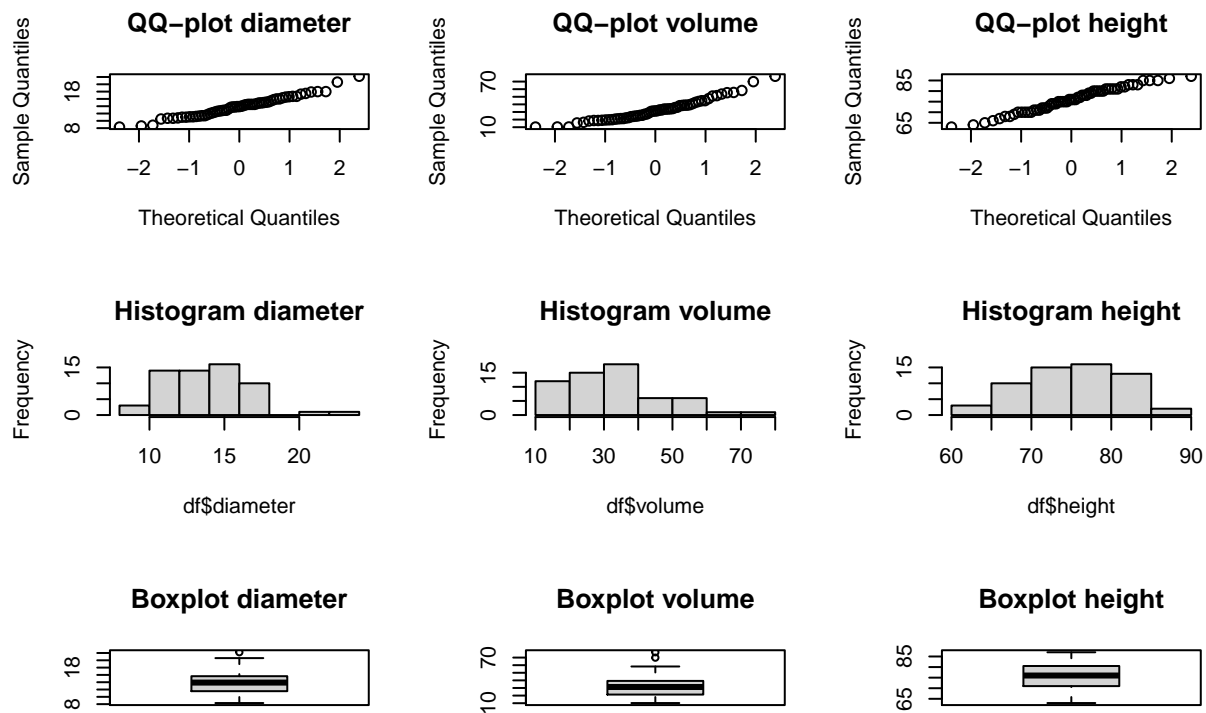 QQ−plot diameter
Sample Quantiles
8 18
−2 −1 0 1 2
Theoretical Quantiles
QQ−plot volume
Sample Quantiles
10 70
−2 −1 0 1 2
Theoretical Quantiles
QQ−plot height
Sample Quantiles
65 85
−2 −1 0 1 2
Theoretical Quantiles
Histogram diameter
Frequency
0 15
10 15 20
df$diameter
Histogram volume
Frequency
0 15
10 30 50 70
df$volume
Histogram height
Frequency
0 15
60 70 80 90
df$height
Boxplot diameter
8 18
Boxplot volume
10 70
Boxplot height
65 85